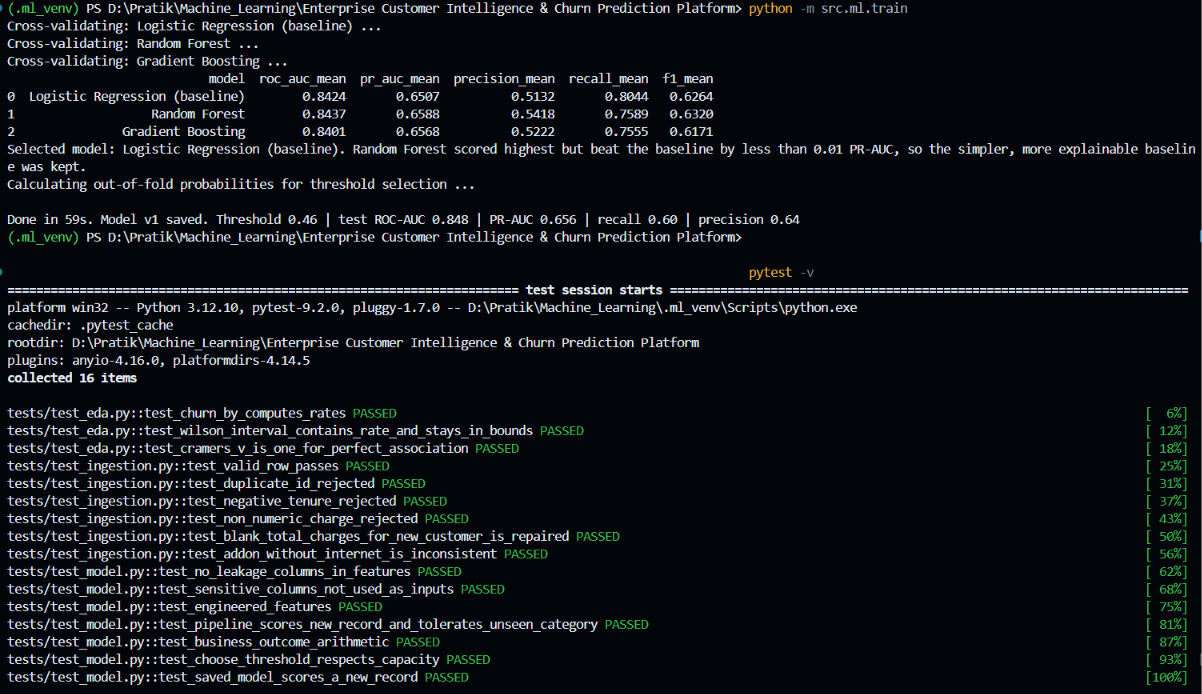 (.ml_venv) PS D:\Pratik\Machine_Learning\Enterprise Customer Intelligence & Churn Prediction Platform> python -m src.ml.train
Cross-validating: Logistic Regression (baseline) ...
Cross-validating: Random Forest ...
Cross-validating: Gradient Boosting ...
model roc_auc_mean pr_auc_mean precision_mean recall_mean f1_mean
0 Logistic Regression (baseline) 0.8424 0.6507 0.5132 0.8044 0.6264
1 Random Forest 0.8437 0.6588 0.5418 0.7589 0.6320
2 Gradient Boosting 0.8401 0.6568 0.5222 0.7555 0.6171
Selected model: Logistic Regression (baseline). Random Forest scored highest but beat the baseline by less than 0.01 PR-AUC, so the simpler, more explainable baselin
e was kept.
Calculating out-of-fold probabilities for threshold selection ...
Done in 59s. Model v1 saved. Threshold 0.46 | test ROC-AUC 0.848 | PR-AUC 0.656 | recall 0.60 | precision 0.64
(.ml_venv) PS D:\Pratik\Machine_Learning\Enterprise Customer Intelligence & Churn Prediction Platform>
pytest -v
============================= test session starts =============================
platform win32 -- Python 3.12.10, pytest-9.2.0, pluggy-1.7.0 -- D:\Pratik\Machine_Learning\.ml_venv\Scripts\python.exe
cachedir: .pytest_cache
rootdir: D:\Pratik\Machine_Learning\Enterprise Customer Intelligence & Churn Prediction Platform
plugins: anyio-4.16.0, platformdirs-4.14.5
collected 16 items
tests/test_eda.py::test_churn_by_computes_rates PASSED [ 6%]
tests/test_eda.py::test_wilson_interval_contains_rate_and_stays_in_bounds PASSED [ 12%]
tests/test_eda.py::test_cramers_v_is_one_for_perfect_association PASSED [ 18%]
tests/test_ingestion.py::test_valid_row_passes PASSED [ 25%]
tests/test_ingestion.py::test_duplicate_id_rejected PASSED [ 31%]
tests/test_ingestion.py::test_negative_tenure_rejected PASSED [ 37%]
tests/test_ingestion.py::test_non_numeric_charge_rejected PASSED [ 43%]
tests/test_ingestion.py::test_blank_total_charges_for_new_customer_is_repaired PASSED [ 50%]
tests/test_ingestion.py::test_addon_without_internet_is_inconsistent PASSED [ 56%]
tests/test_model.py::test_no_leakage_columns_in_features PASSED [ 62%]
tests/test_model.py::test_sensitive_columns_not_used_as_inputs PASSED [ 68%]
tests/test_model.py::test_engineered_features PASSED [ 75%]
tests/test_model.py::test_pipeline_scores_new_record_and_tolerates_unseen_category PASSED [ 81%]
tests/test_model.py::test_business_outcome_arithmetic PASSED [ 87%]
tests/test_model.py::test_choose_threshold_respects_capacity PASSED [ 93%]
tests/test_model.py::test_saved_model_scores_a_new_record PASSED [100%]